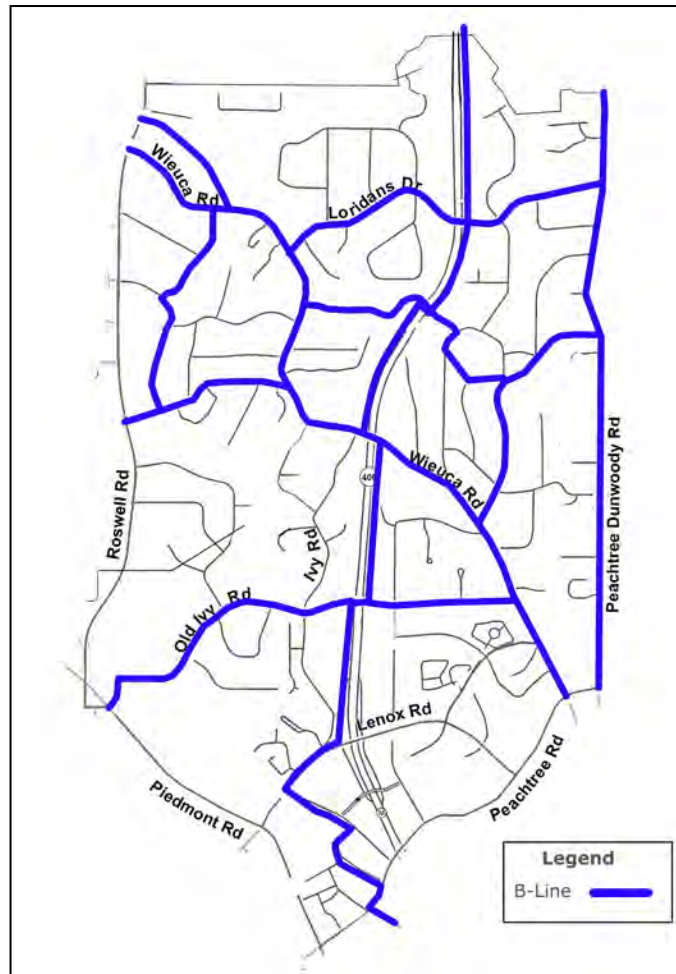 Wieuca Rd
Loridans Dr
Wieuca Rd
400
Roswell Rd
Ivy Rd
Peachtree Dunwoody Rd
Old Ivy Rd
Lenox Rd
Peachtree Rd
Piedmont Rd
M
Legend
B-Line